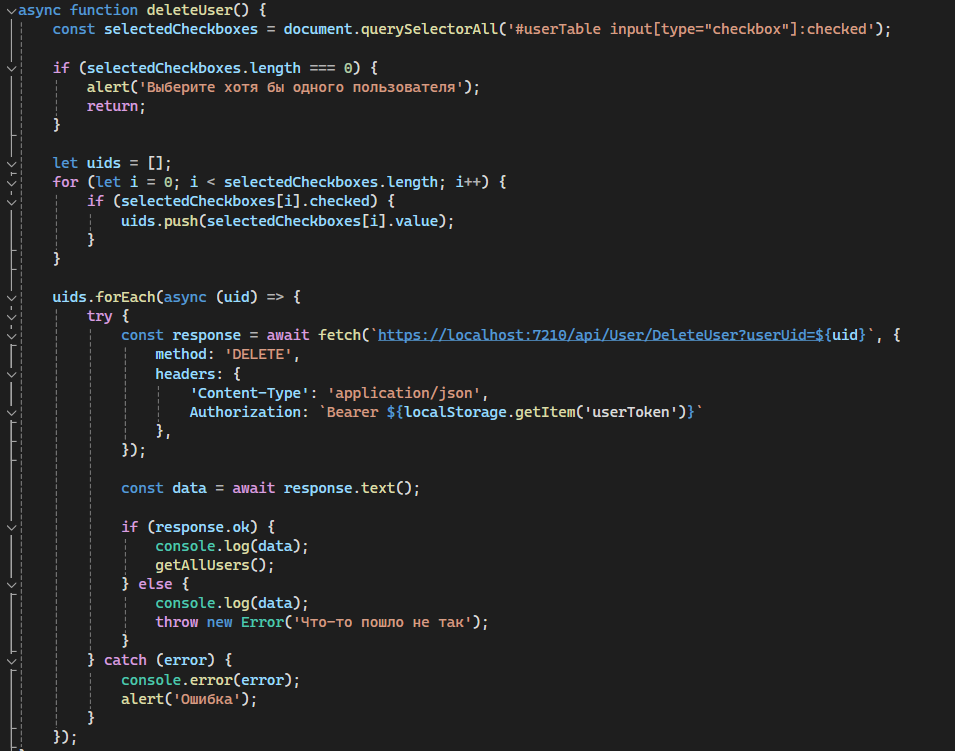 async function deleteUser() {
const selectedCheckboxes = document.querySelectorAll('#userTable input[type="checkbox"]:checked');
if (selectedCheckboxes.length === 0) {
alert('Выберите хотя бы одного пользователя');
return;
}
let uids = [];
for (let i = 0; i < selectedCheckboxes.length; i++) {
if (selectedCheckboxes[i].checked) {
uids.push(selectedCheckboxes[i].value);
}
}
uids.forEach(async (uid) => {
try {
const response = await fetch(`https://localhost:7210/api/User/DeleteUser?userUid=${uid}`, {
method: 'DELETE',
headers: {
'Content-Type': 'application/json',
Authorization: `Bearer ${localStorage.getItem('userToken')}`
},
});
const data = await response.text();
if (response.ok) {
console.log(data);
getAllUsers();
} else {
console.log(data);
throw new Error('Что-то пошло не так');
}
} catch (error) {
console.error(error);
alert('Ошибка');
}
});